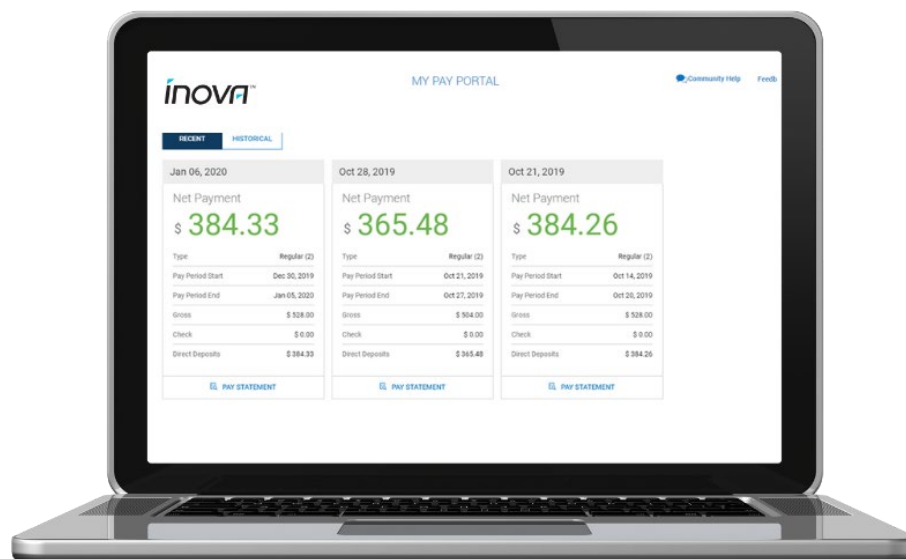 ínova™
MY PAY PORTAL
Community Help Feedb
RECENT HISTORICAL
Jan 06, 2020
Net Payment
$ 384.33
Type Regular (2)
Pay Period Start Dec 30, 2019
Pay Period End Jan 05, 2020
Gross $ 528.00
Check $ 0.00
Direct Deposits $ 384.33
PAY STATEMENT
Oct 28, 2019
Net Payment
$ 365.48
Type Regular (2)
Pay Period Start Oct 21, 2019
Pay Period End Oct 27, 2019
Gross $ 504.00
Check $ 0.00
Direct Deposits $ 365.48
PAY STATEMENT
Oct 21, 2019
Net Payment
$ 384.26
Type Regular (2)
Pay Period Start Oct 14, 2019
Pay Period End Oct 20, 2019
Gross $ 528.00
Check $ 0.00
Direct Deposits $ 384.26
PAY STATEMENT